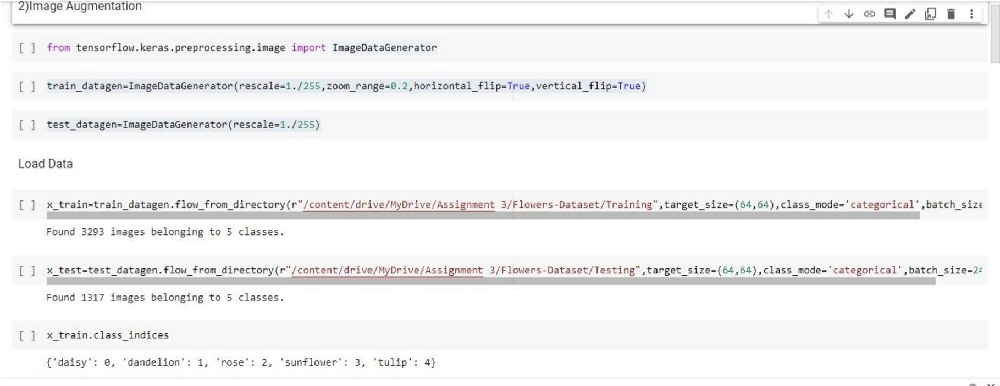 2)Image Augmentation
[ ] from tensorflow.keras.preprocessing.image import ImageDataGenerator
[ ] train_datagen=ImageDataGenerator(rescale=1./255,zoom_range=0.2,horizontal_flip=True,vertical_flip=True)
[ ] test_datagen=ImageDataGenerator(rescale=1./255)
Load Data
[ ] x_train=train_datagen.flow_from_directory(r"/content/drive/MyDrive/Assignment 3/Flowers-Dataset/Training",target_size=(64,64),class_mode='categorical',batch_size
Found 3293 images belonging to 5 classes.
[ ] x_test=test_datagen.flow_from_directory(r"/content/drive/MyDrive/Assignment 3/Flowers-Dataset/Testing",target_size=(64,64),class_mode='categorical',batch_size=24
Found 1317 images belonging to 5 classes.
[ ] x_train.class_indices
{'daisy': 0, 'dandelion': 1, 'rose': 2, 'sunflower': 3, 'tulip': 4}